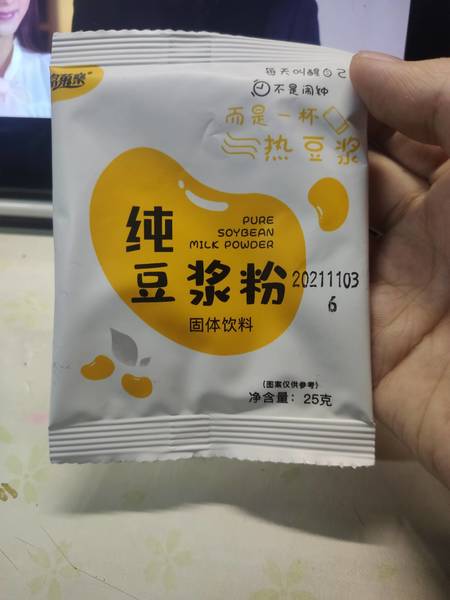 每天叫醒自己
不是闹钟
而是一杯
热豆浆
纯
PURE
SOYBEAN
MILK POWDER
豆浆粉
20211103
6
固体饮料
(图案仅供参考)
净含量：25克